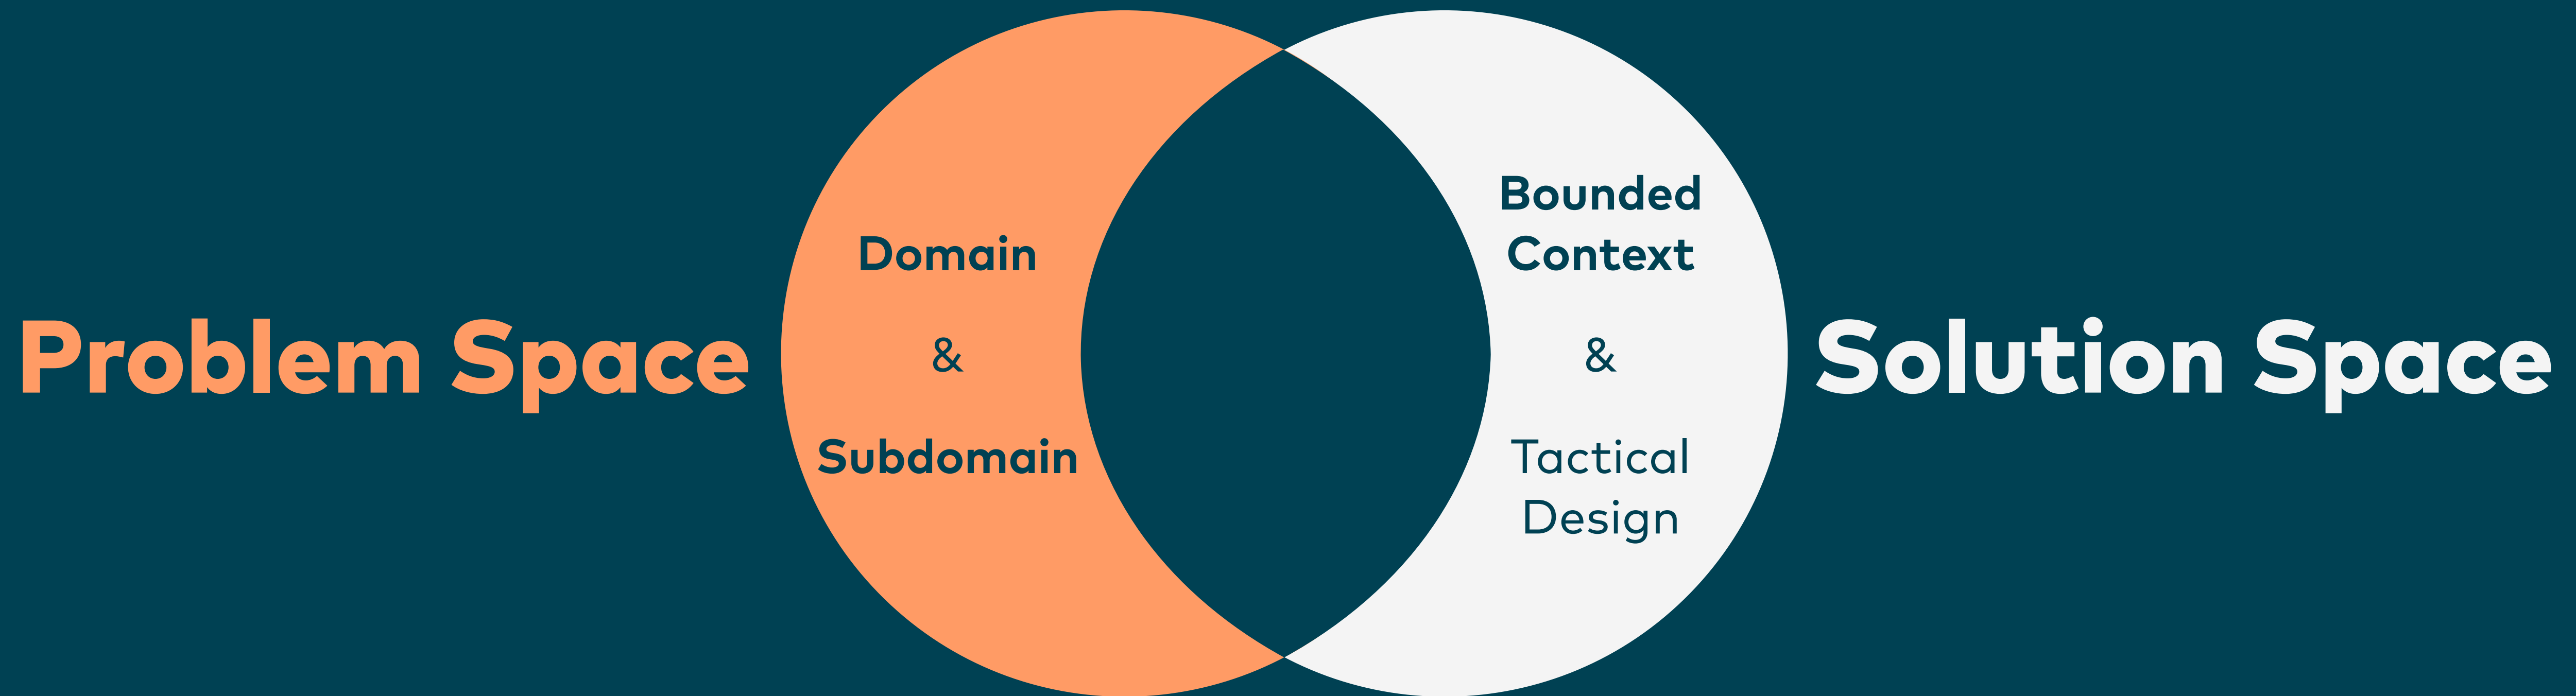 Problem Space
Domain
&
Subdomain
Bounded
Context
&
Tactical
Design
Solution Space